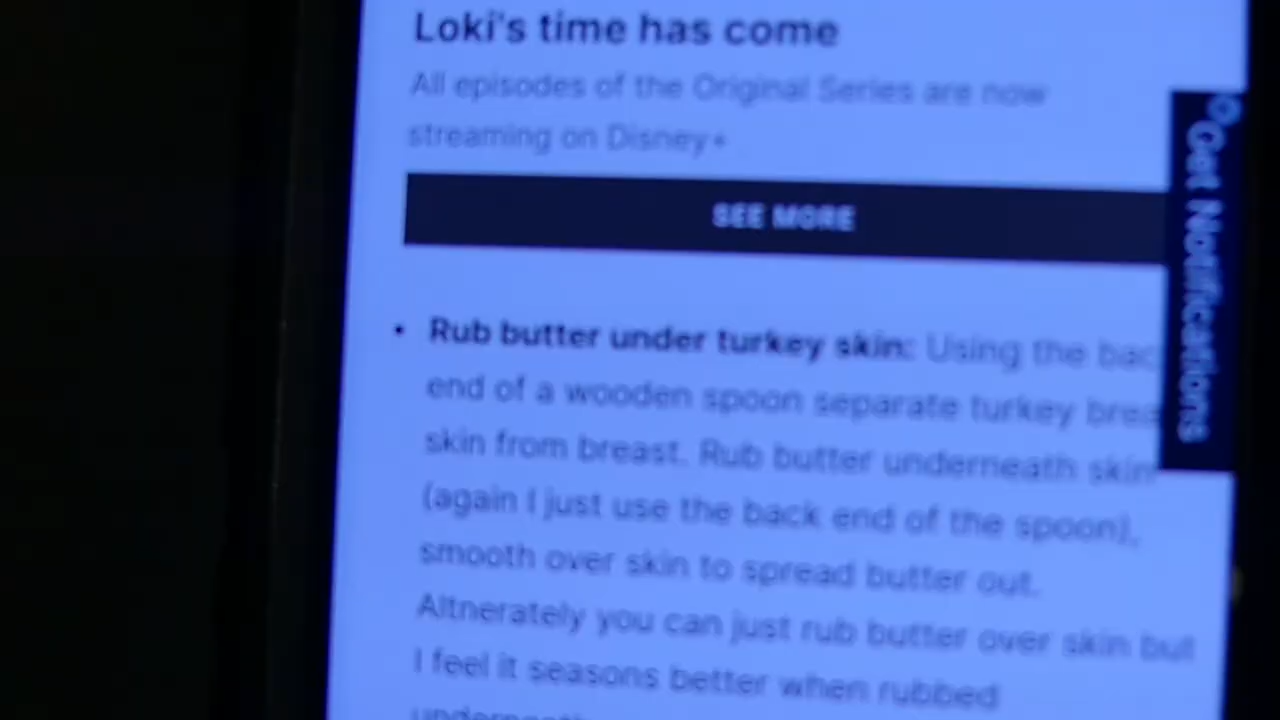 Loki's time has come
All episodes of the Original Series are now
streaming on Disney+
SEE MORE
Get Notifications
• Rub butter under turkey skin: Using the
end of a wooden spoon separate turkey
skin from breast. Rub butter underneath skin
(again I just use the back end of the spoon),
smooth over skin to spread butter out.
Altnerately you can just rub butter over skin but
I feel it seasons better when rubbed